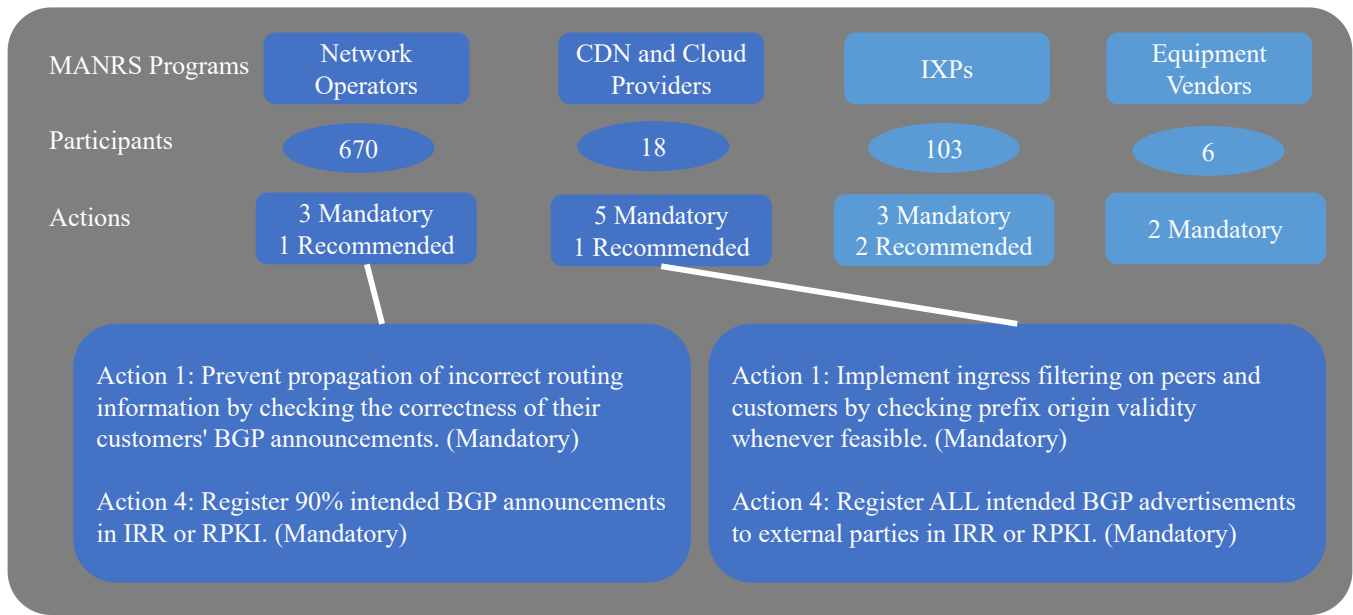 MANRS Programs
Network
Operators
CDN and Cloud
Providers
IXPs
Equipment
Vendors
Participants
670
18
103
6
Actions
3 Mandatory
1 Recommended
5 Mandatory
1 Recommended
3 Mandatory
2 Recommended
2 Mandatory
Action 1: Prevent propagation of incorrect routing
information by checking the correctness of their
customers' BGP announcements. (Mandatory)
Action 4: Register 90% intended BGP announcements
in IRR or RPKI. (Mandatory)
Action 1: Implement ingress filtering on peers and
customers by checking prefix origin validity
whenever feasible. (Mandatory)
Action 4: Register ALL intended BGP advertisements
to external parties in IRR or RPKI. (Mandatory)